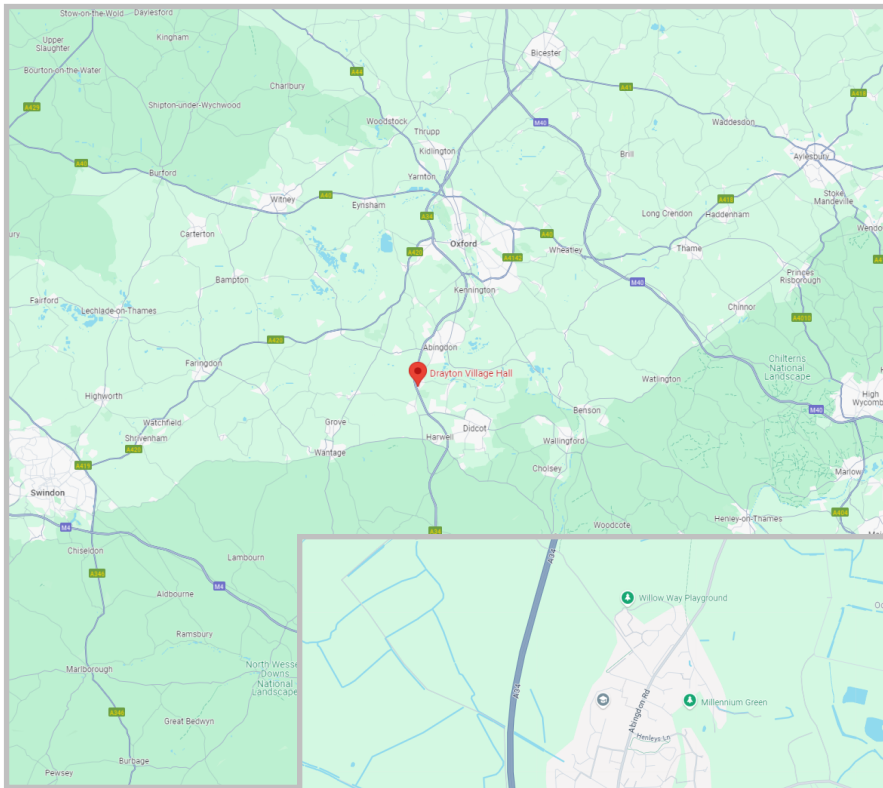 Stow-on-the-Wold
Daylesford
Upper
Slaughter
Kingham
Bourton-on-the-Water
A44
Bicester
A41
A418
A429
Charlbury
Shipton-under-Wychwood
Woodstock
Thrupp
Kidlington
M40
Waddesdon
Aylesbury
Brill
A40
Burford
Yarnton
Witney
A40
Eynsham
A34
A418
Long Crendon
Haddenham
Stoke
Mandeville
Carterton
Oxford
A40
A420
A4142
Wheatley
Thame
Bampton
Kennington
M40
Princes
Risborough
Fairford
Lechlade-on-Thames
Chinnor
A4010
A420
Abingdon
Chilterns
National
Landscape
Faringdon
Drayton Village Hall
Watlington
Highworth
High
Wycomb
M40
Benson
Watchfield
Grove
Didcot
Shrivenham
Harwell
Wallingford
A420
A419
Wantage
Cholsey
Marlow
Swindon
A404
Henley-on-Thames
Woodcote
M4
A34
Chiseldon
Lambourn
A346
M4
Aldbourne
Ramsbury
Marlborough
North Wesse
Downs
National
Landscape
A346
Great Bedwyn
Burbage
Pewsey
A34
Willow Way Playground
A34
Abingdon Rd
Millennium Green
Henleys Ln